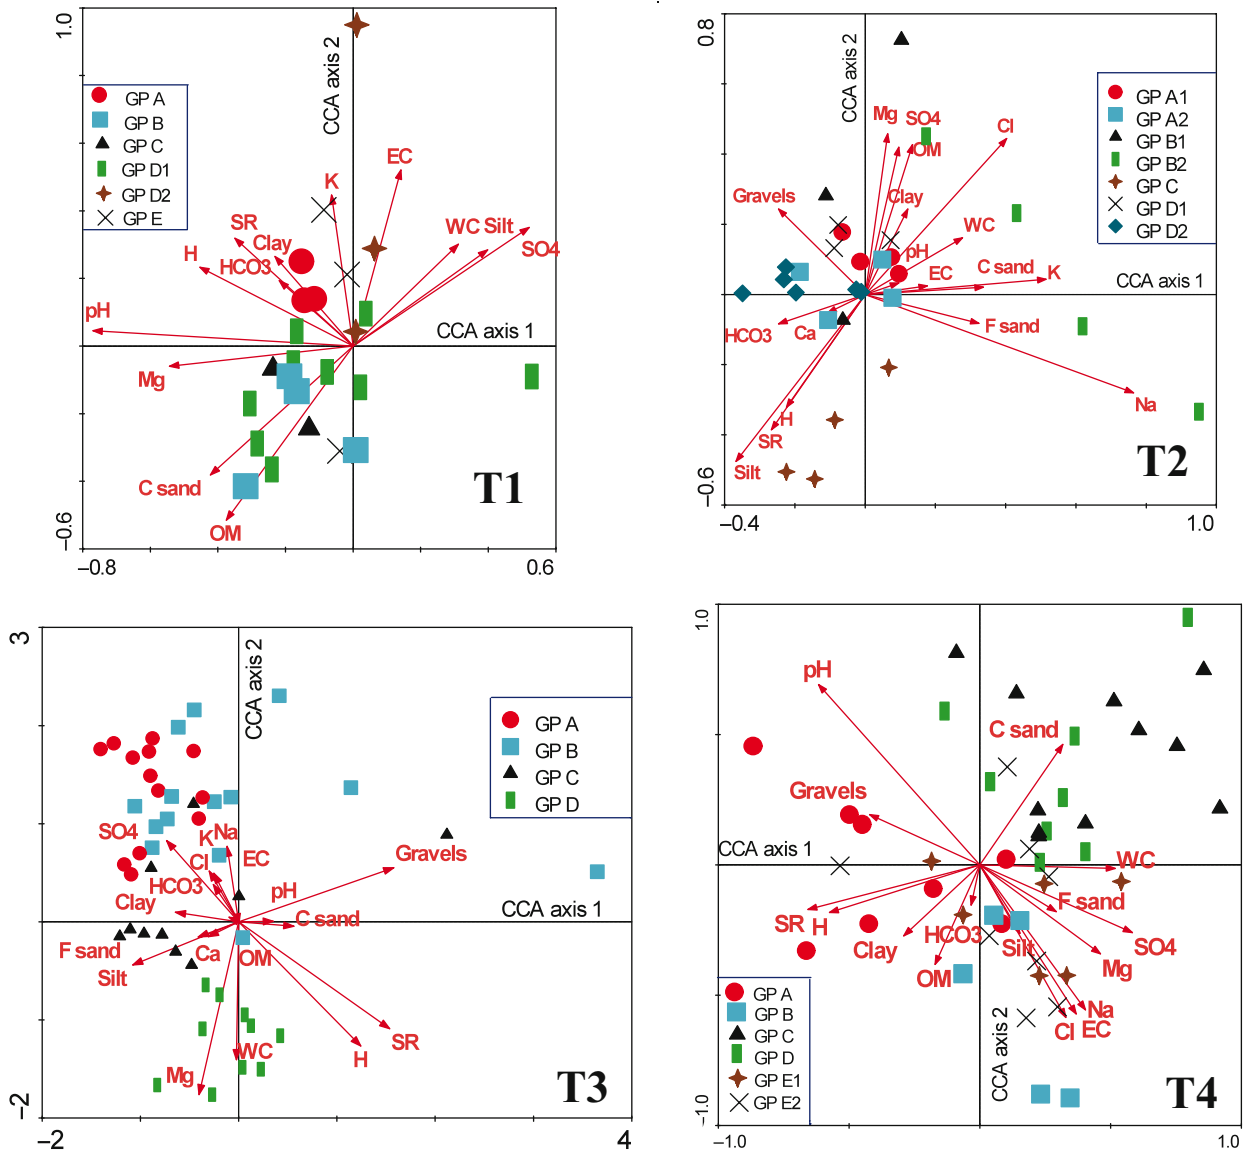 1.0
CCA axis 2
GP A
GP B
GP C
GP D1
GP D2
GP E
EC
K
SR
Clay
H
HCO3
WC Silt
SO4
pH
CCA axis 1
Mg
C sand
OM
T1
−0.6
−0.8
0.6
0.8
CCA axis 2
GP A1
GP A2
GP B1
GP B2
GP C
GP D1
GP D2
Mg
SO4
Cl
OM
Gravels
Clay
WC
pH
EC
C sand
K
CCA axis 1
HCO3
Ca
F sand
Na
H
SR
Silt
T2
−0.6
−0.4
1.0
3
CCA axis 2
GP A
GP B
GP C
GP D
SO4
K
Na
Cl
EC
Gravels
HCO3
pH
Clay
C sand
CCA axis 1
F sand
Ca
OM
Silt
SR
WC
H
Mg
T3
−2
−2
4
1.0
pH
C sand
Gravels
CCA axis 1
WC
SR
H
F sand
Clay
HCO3
Silt
SO4
OM
Mg
Na
Cl
EC
GP A
GP B
GP C
GP D
GP E1
GP E2
CCA axis 2
T4
−1.0
−1.0
1.0